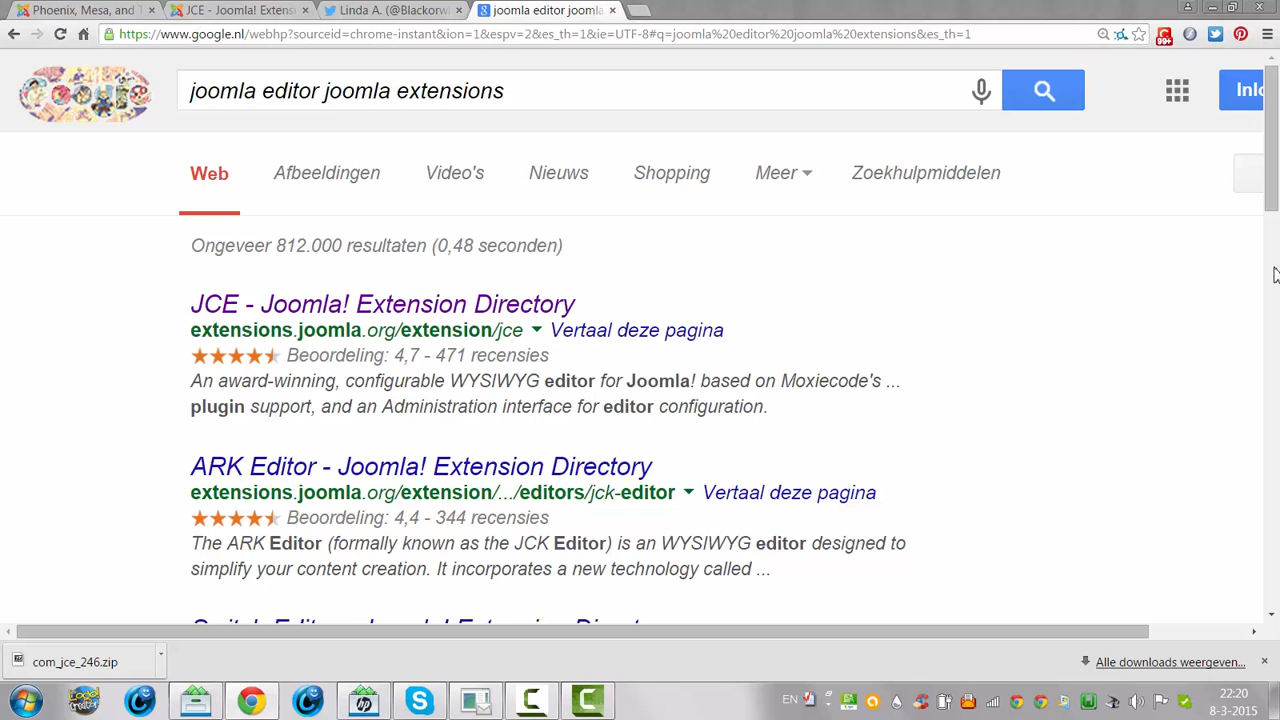 Phoenix, Mesa, and
JCE - Joomla! Extens
Linda A. (@Blackorw
joomla editor jooml
https://www.google.nl/webhp?sourceid=chrome-instant&ion=1&espv=2&es_th=1&ie=UTF-8#q=joomla%20editor%20joomla%20extensions&es_th=1
99+
joomla editor joomla extensions
Inlo
Web Afbeeldingen Video's Nieuws Shopping Meer Zoekhulpmiddelen
Ongeveer 812.000 resultaten (0,48 seconden)
JCE - Joomla! Extension Directory
extensions.joomla.org/extension/jce Vertaal deze pagina
Beoordeling: 4,7 - 471 recensies
An award-winning, configurable WYSIWYG editor for Joomla! based on Moxiecode's ...
plugin support, and an Administration interface for editor configuration.
ARK Editor - Joomla! Extension Directory
extensions.joomla.org/extension/.../editors/jck-editor Vertaal deze pagina
Beoordeling: 4,4 - 344 recensies
The ARK Editor (formally known as the JCK Editor) is an WYSIWYG editor designed to
simplify your content creation. It incorporates a new technology called ...
com_jce_246.zip
Alle downloads weergeven...
EN
22:20
8-3-2015